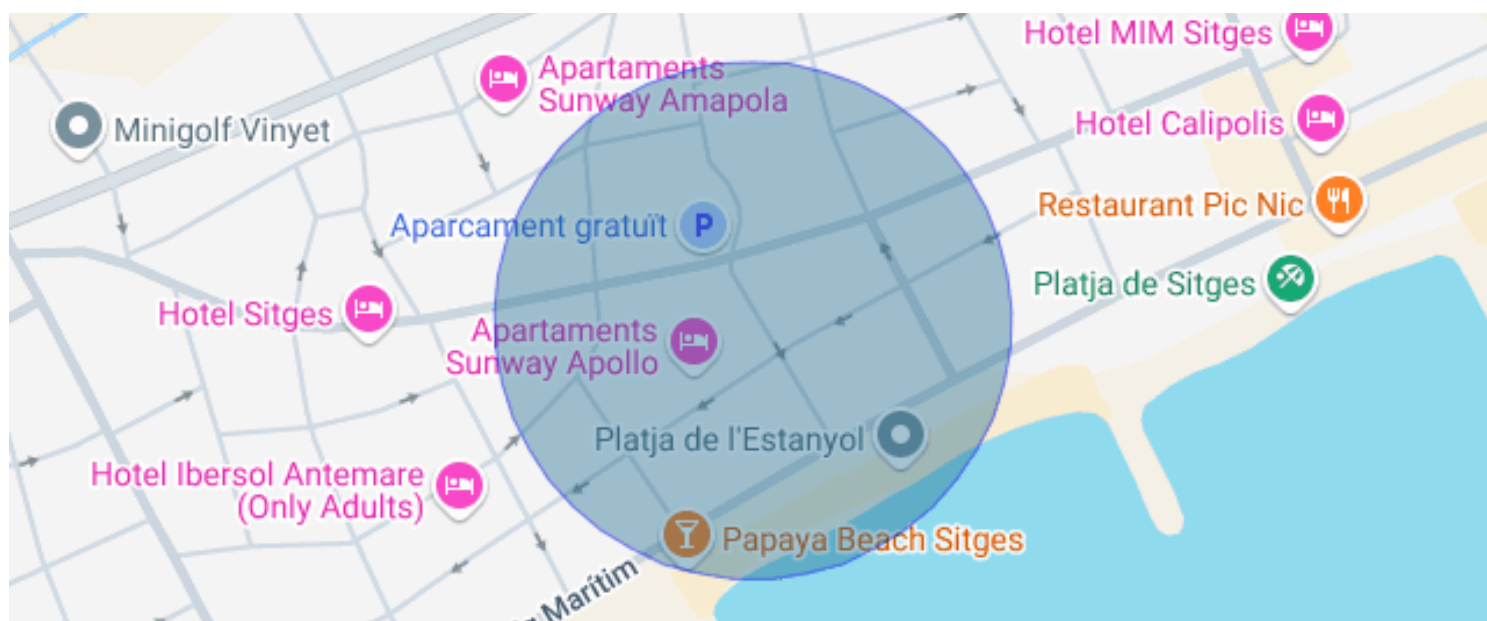 Hotel MIM Sitges
Apartaments
Sunway Amapola
Hotel Calipolis
Minigolf Vinyet
Restaurant Pic Nic
Aparcament gratuït
P
Platja de Sitges
Hotel Sitges
Apartaments
Sunway Apollo
Platja de l'Estanyol
Hotel Ibersol Antemare
(Only Adults)
Papaya Beach Sitges
Marítim